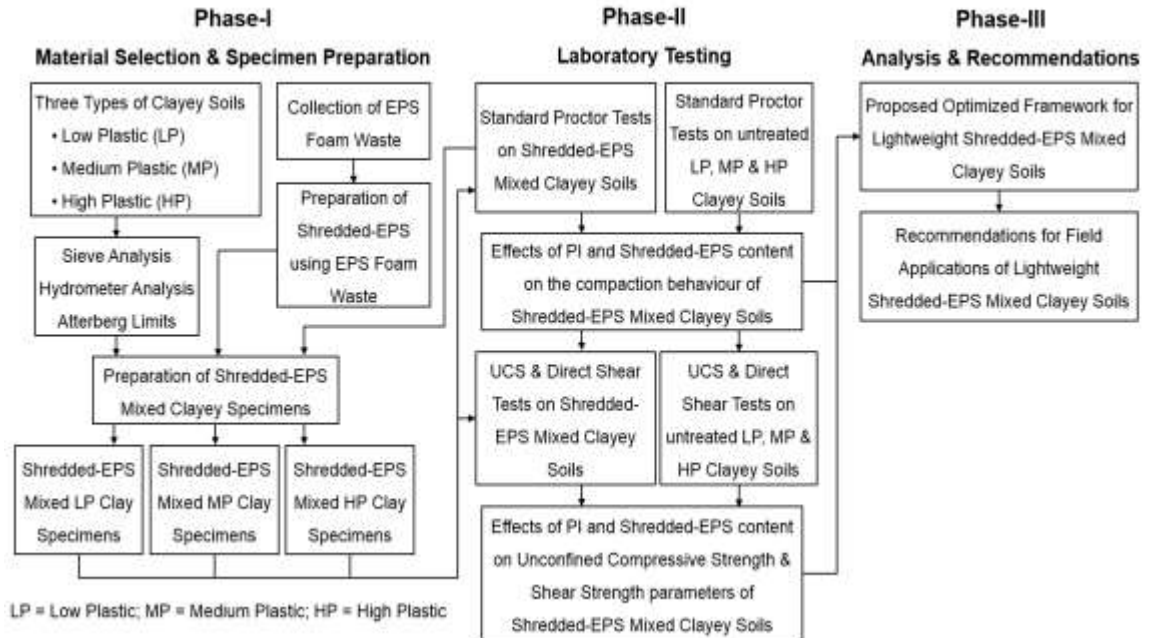 Phase-I
Material Selection & Specimen Preparation
Three Types of Clayey Soils
• Low Plastic (LP)
• Medium Plastic (MP)
• High Plastic (HP)
Collection of EPS
Foam Waste
Sieve Analysis
Hydrometer Analysis
Atterberg Limits
Preparation of
Shredded-EPS
using EPS Foam
Waste
Preparation of Shredded-EPS
Mixed Clayey Specimens
Shredded-EPS
Mixed LP Clay
Specimens
Shredded-EPS
Mixed MP Clay
Specimens
Shredded-EPS
Mixed HP Clay
Specimens
LP = Low Plastic; MP = Medium Plastic; HP = High Plastic
Phase-II
Laboratory Testing
Standard Proctor Tests
on Shredded-EPS
Mixed Clayey Soils
Standard Proctor
Tests on untreated
LP, MP & HP
Clayey Soils
Effects of PI and Shredded-EPS content
on the compaction behaviour of
Shredded-EPS Mixed Clayey Soils
UCS & Direct Shear
Tests on Shredded-
EPS Mixed Clayey
Soils
UCS & Direct
Shear Tests on
untreated LP, MP &
HP Clayey Soils
Effects of PI and Shredded-EPS content
on Unconfined Compressive Strength &
Shear Strength parameters of
Shredded-EPS Mixed Clayey Soils
Phase-III
Analysis & Recommendations
Proposed Optimized Framework for
Lightweight Shredded-EPS Mixed
Clayey Soils
Recommendations for Field
Applications of Lightweight
Shredded-EPS Mixed Clayey Soils